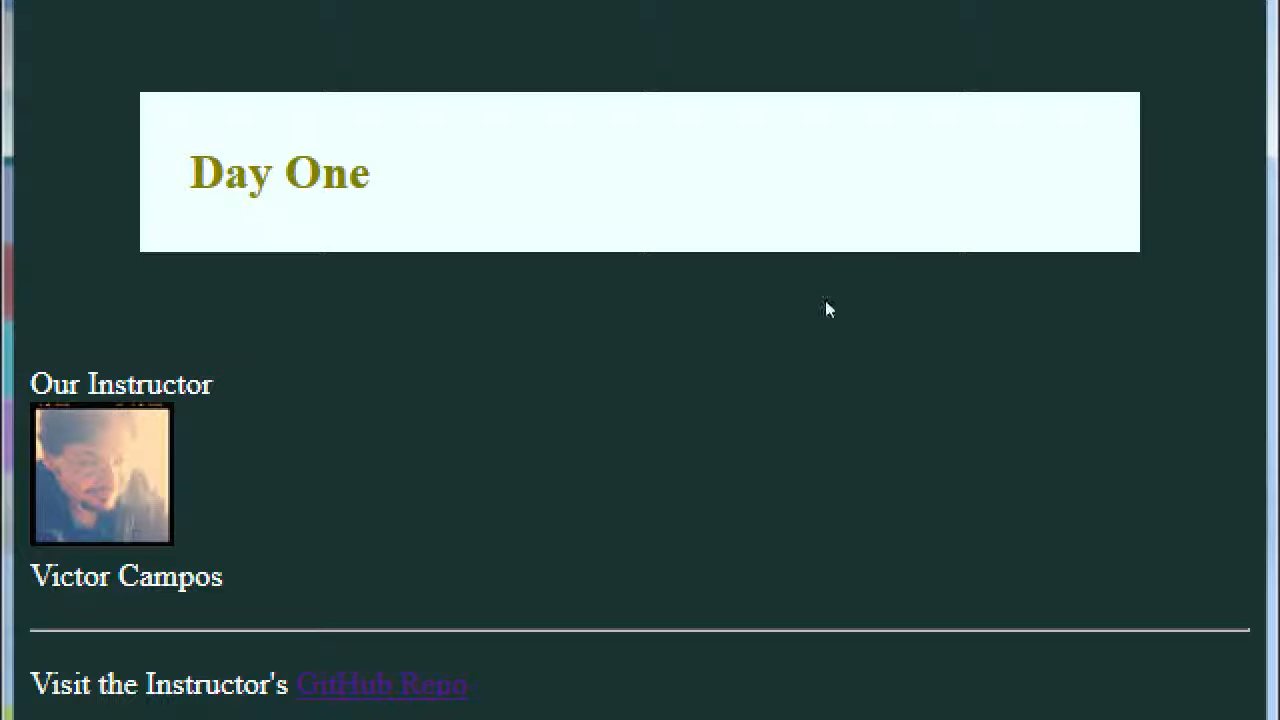 Day One
Our Instructor
Victor Campos
Visit the Instructor's GitHub Repo